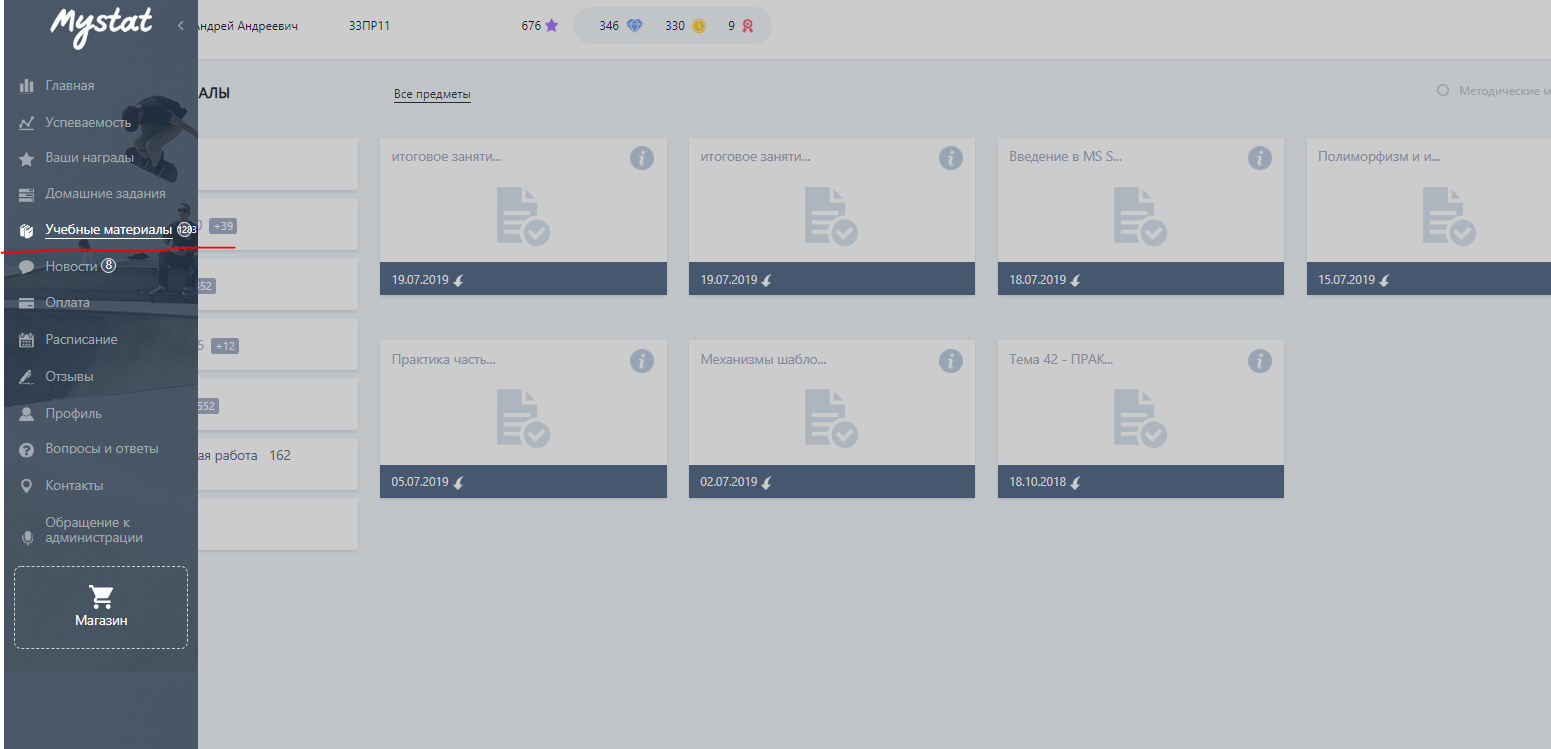 Mystat
Андрей Андреевич
33ПР11
676
346
330
9
Главная
Успеваемость
Ваши награды
Домашние задания
Учебные материалы 1283
Новости 8
Оплата
Расписание
Отзывы
Профиль
Вопросы и ответы
Контакты
Обращение к
администрации
Магазин
АЛЫ
Все предметы
Методические м
0 +39
552
5 +12
552
ая работа 162
итоговое заняти...
19.07.2019
итоговое заняти...
19.07.2019
Введение в MS S...
18.07.2019
Полиморфизм и и...
15.07.2019
Практика часть...
05.07.2019
Механизмы шабло...
02.07.2019
Тема 42 - ПРАК...
18.10.2018